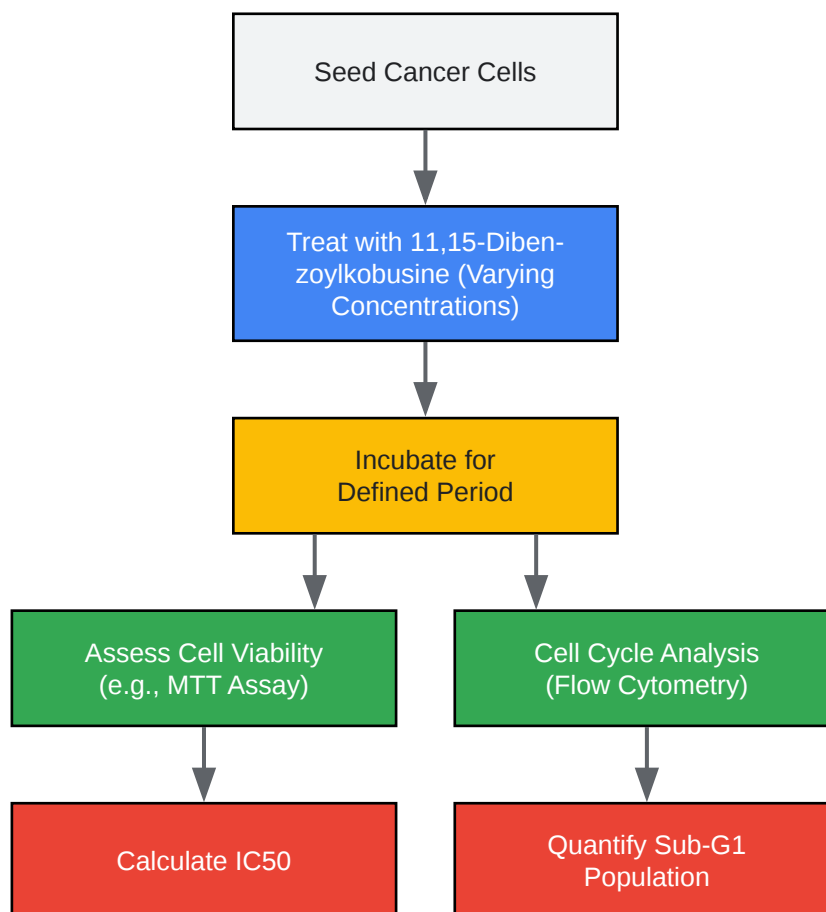 Seed Cancer Cells
Treat with 11,15-Diben-
zoylkobusine (Varying
Concentrations)
Incubate for
Defined Period
Assess Cell Viability
(e.g., MTT Assay)
Cell Cycle Analysis
(Flow Cytometry)
Calculate IC50
Quantify Sub-G1
Population